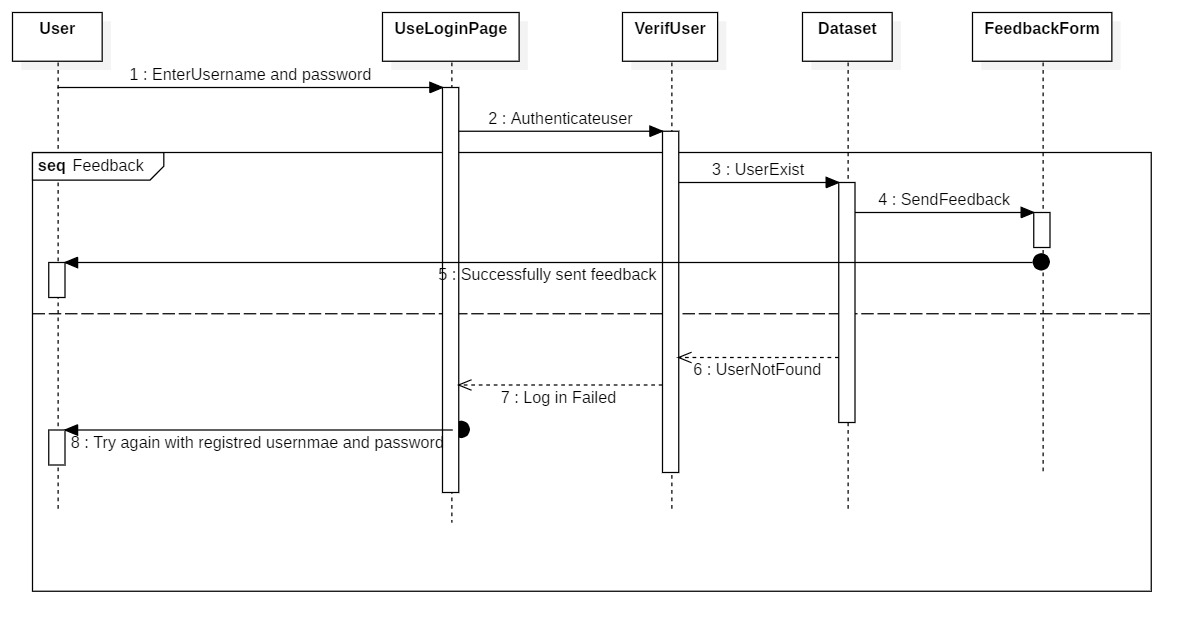 User
UseLoginPage
VerifUser
Dataset
FeedbackForm
1 : EnterUsername and password
2 : Authenticateuser
seq Feedback
3 : UserExist
4 : SendFeedback
5 : Successfully sent feedback
6 : UserNotFound
7 : Log in Failed
8 : Try again with registred usernmae and password